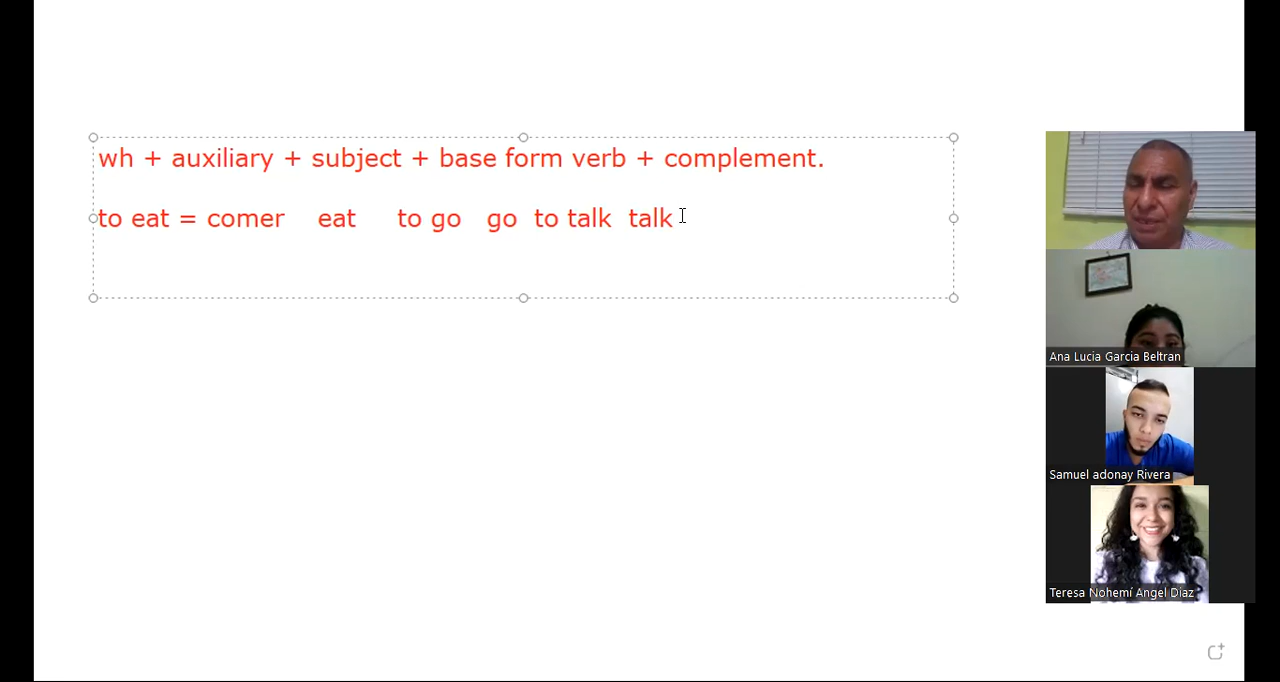 wh + auxiliary + subject + base form verb + complement.
to eat = comer eat to go go to talk talk
Ana Lucia Garcia Beltran
Samuel adonay Rivera
Teresa Nohemí Angel Díaz